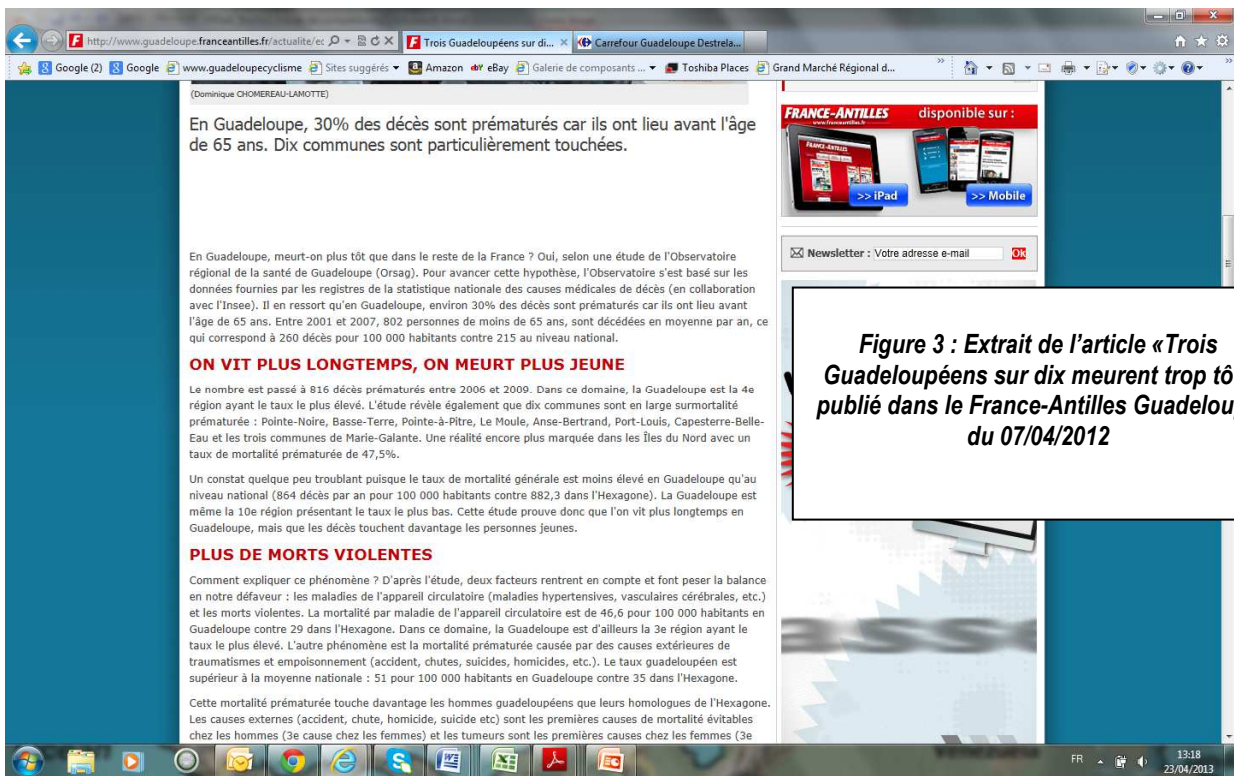 http://www.guadeloupe.franceantilles.fr/actualite/ec
Trois Guadeloupéens sur di...
Carrefour Guadeloupe Destrela...
Google (2) Google www.guadeloupecyclisme Sites suggérés Amazon eBay Galerie de composants ... Toshiba Places Grand Marché Régional d...
(Dominique CHOMEREAU-LAMOTTE)
En Guadeloupe, 30% des décès sont prématurés car ils ont lieu avant l'âge
de 65 ans. Dix communes sont particulièrement touchées.
En Guadeloupe, meurt-on plus tôt que dans le reste de la France ? Oui, selon une étude de l'Observatoire
régional de la santé de Guadeloupe (Orsag). Pour avancer cette hypothèse, l'Observatoire s'est basé sur les
données fournies par les registres de la statistique nationale des causes médicales de décès (en collaboration
avec l'Insee). Il en ressort qu'en Guadeloupe, environ 30% des décès sont prématurés car ils ont lieu avant
l'âge de 65 ans. Entre 2001 et 2007, 802 personnes de moins de 65 ans, sont décédées en moyenne par an, ce
qui correspond à 260 décès pour 100 000 habitants contre 215 au niveau national.
ON VIT PLUS LONGTEMPS, ON MEURT PLUS JEUNE
Le nombre est passé à 816 décès prématurés entre 2006 et 2009. Dans ce domaine, la Guadeloupe est la 4e
région ayant le taux le plus élevé. L'étude révèle également que dix communes sont en large surmortalité
prématurée : Pointe-Noire, Basse-Terre, Pointe-à-Pitre, Le Moule, Anse-Bertrand, Port-Louis, Capesterre-Belle-
Eau et les trois communes de Marie-Galante. Une réalité encore plus marquée dans les Îles du Nord avec un
taux de mortalité prématurée de 47,5%.
Un constat quelque peu troublant puisque le taux de mortalité générale est moins élevé en Guadeloupe qu'au
niveau national (864 décès par an pour 100 000 habitants contre 882,3 dans l'Hexagone). La Guadeloupe est
même la 10e région présentant le taux le plus bas. Cette étude prouve donc que l'on vit plus longtemps en
Guadeloupe, mais que les décès touchent davantage les personnes jeunes.
PLUS DE MORTS VIOLENTES
Comment expliquer ce phénomène ? D'après l'étude, deux facteurs rentrent en compte et font peser la balance
en notre défaveur : les maladies de l'appareil circulatoire (maladies hypertensives, vasculaires cérébrales, etc.)
et les morts violentes. La mortalité par maladie de l'appareil circulatoire est de 46,6 pour 100 000 habitants en
Guadeloupe contre 29 dans l'Hexagone. Dans ce domaine, la Guadeloupe est d'ailleurs la 3e région ayant le
taux le plus élevé. L'autre phénomène est la mortalité prématurée causée par des causes extérieures de
traumatismes et empoisonnement (accident, chutes, suicides, homicides, etc.). Le taux guadeloupéen est
supérieur à la moyenne nationale : 51 pour 100 000 habitants en Guadeloupe contre 35 dans l'Hexagone.
Cette mortalité prématurée touche davantage les hommes guadeloupéens que leurs homologues de l'Hexagone.
Les causes externes (accident, chute, homicide, suicide etc) sont les premières causes de mortalité évitables
chez les hommes (3e cause chez les femmes) et les tumeurs sont les premières causes chez les femmes (3e
FRANCE-ANTILLES disponible sur :
www.franceantilles.fr
>> iPad >> Mobile
Newsletter : Votre adresse e-mail Ok
Figure 3 : Extrait de l'article «Trois
Guadeloupéens sur dix meurent trop tô
publié dans le France-Antilles Guadelou
du 07/04/2012
FR 13:18
23/04/2013